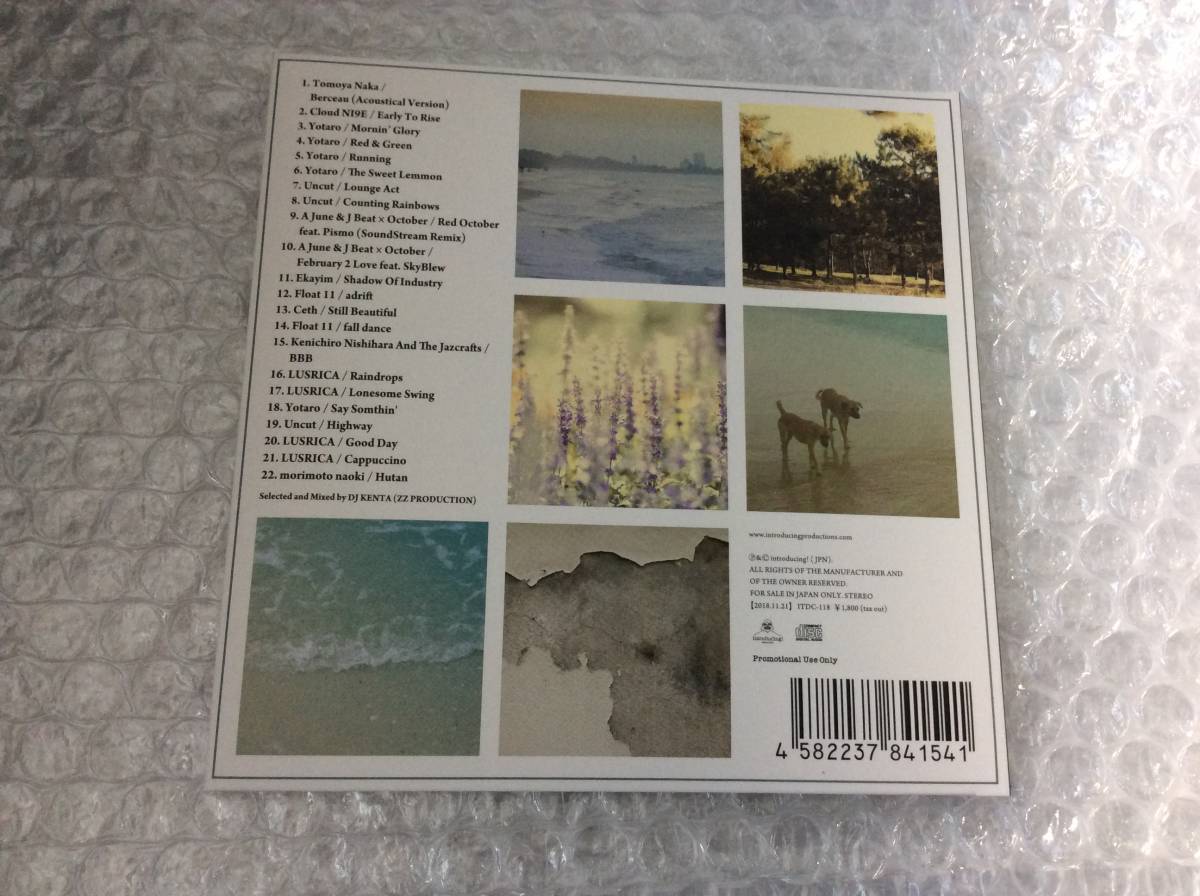 1. Tomoya Naka /
Berceau (Acoustical Version)
2. Cloud NI9E / Early To Rise
3. Yotaro / Mornin' Glory
4. Yotaro / Red & Green
5. Yotaro / Running
6. Yotaro / The Sweet Lemmon
7. Uncut / Lounge Act
8. Uncut / Counting Rainbows
9. A June & J Beat × October / Red October
feat. Pismo (SoundStream Remix)
10. A June & J Beat × October /
February 2 Love feat. SkyBlew
11. Ekayim / Shadow Of Industry
12. Float 11 / adrift
13. Ceth / Still Beautiful
14. Float 11 / fall dance
15. Kenichiro Nishihara And The Jazcrafts /
BBB
16. LUSRICA / Raindrops
17. LUSRICA / Lonesome Swing
18. Yotaro / Say Somthin'
19. Uncut / Highway
20. LUSRICA / Good Day
21. LUSRICA / Cappuccino
22. morimoto naoki / Hutan
Selected and Mixed by DJ KENTA (ZZ PRODUCTION)
www.introducingproductions.com
Ⓟ&© introducing! ( JPN).
ALL RIGHTS OF THE MANUFACTURER AND
OF THE OWNER RESERVED.
FOR SALE IN JAPAN ONLY. STEREO
【2018.11.21】 ITDC-118 ¥1,800 (tax out)
introducing!
COMPACT disc DIGITAL AUDIO
Promotional Use Only
4 582237 841541